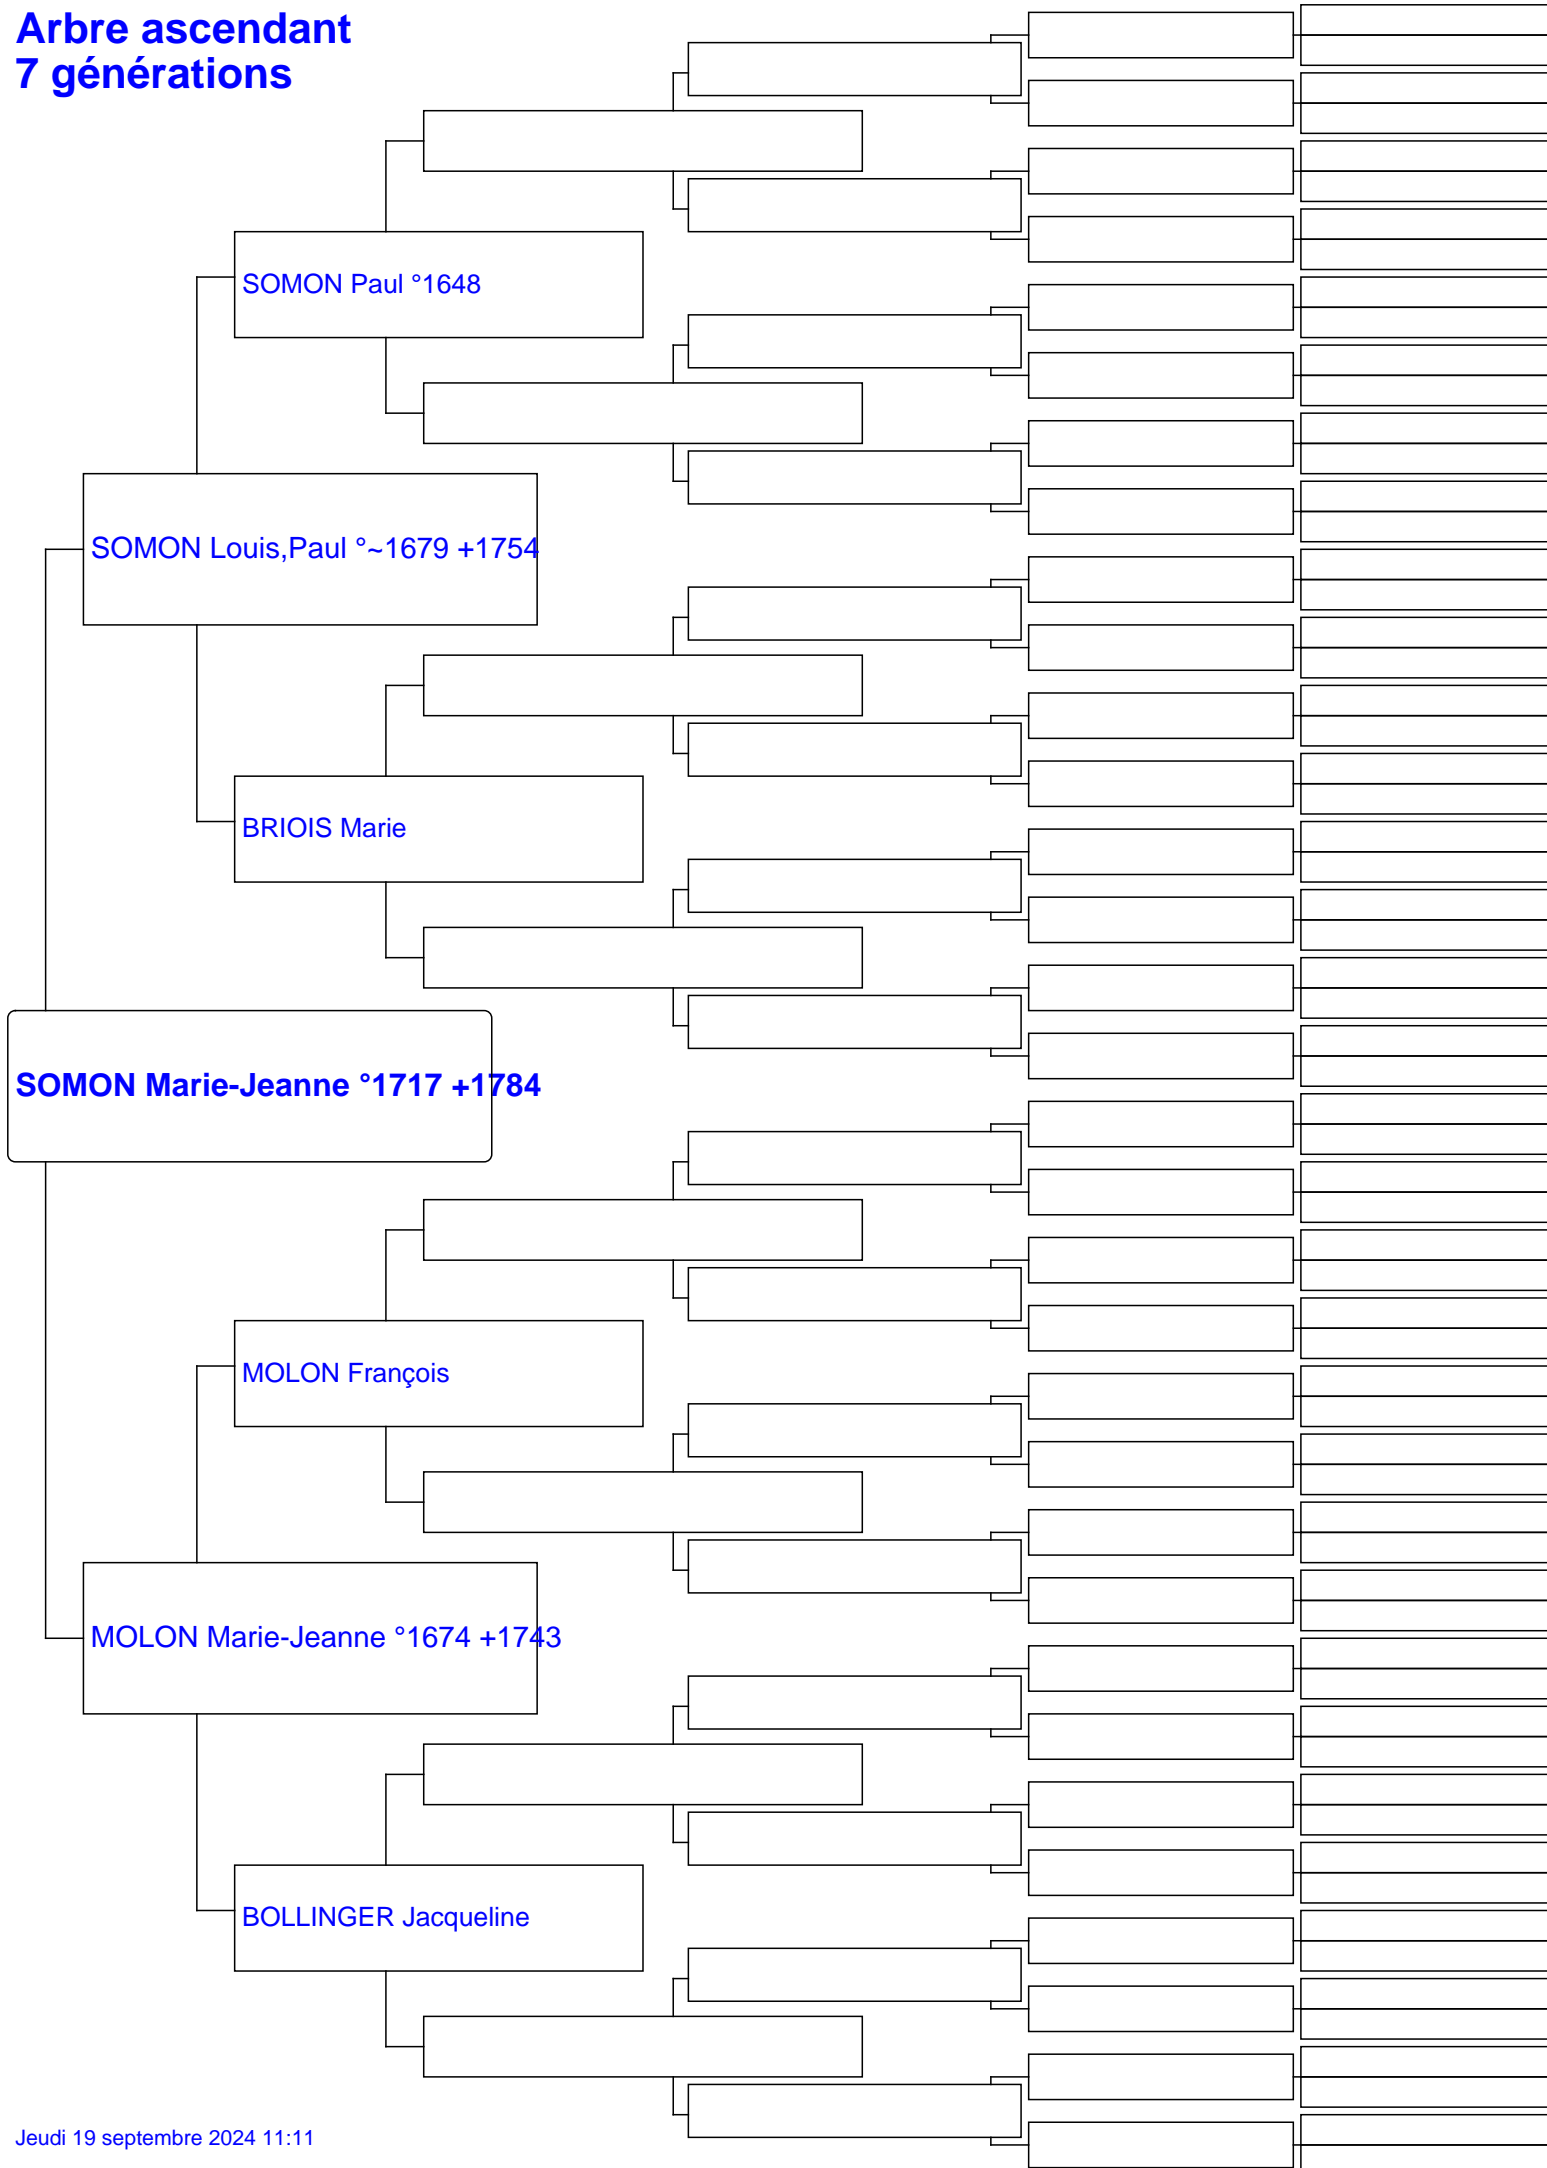 Arbre ascendant
7 générations
SOMON Paul °1648
SOMON Louis,Paul °~1679 +1754
BRIOIS Marie
SOMON Marie-Jeanne °1717 +1784
MOLON François
MOLON Marie-Jeanne °1674 +1743
BOLLINGER Jacqueline
Jeudi 19 septembre 2024 11:11